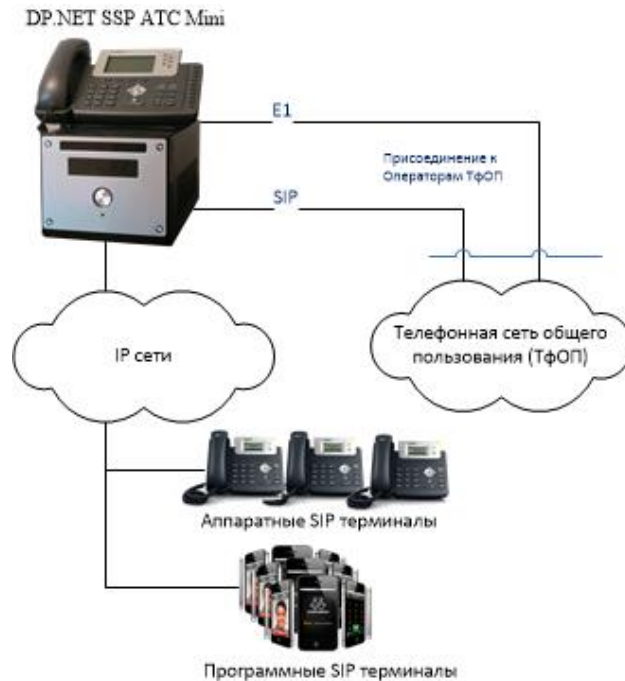 DP.NET SSP ATC Mini
E1
Присоединение к
Операторам ТфОП
SIP
IP сети
Телефонная сеть общего
пользования (ТфОП)
Аппаратные SIP терминалы
Программные SIP терминалы